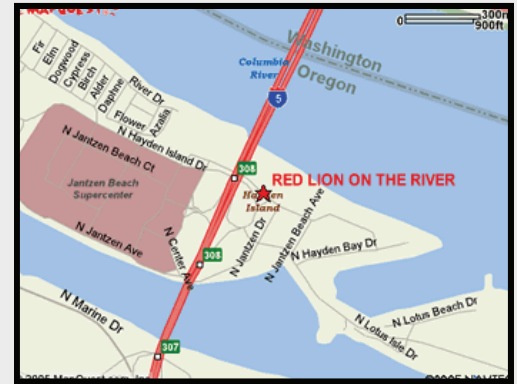 MAPQUEST
300m
0
900ft
Washington
Oregon
Columbia
River
5
Fir
Elm
Dogwood
Cypress
Birch
Alder
Daphne
River Dr
Flower
Azalia
N Hayden Island Dr
N Jantzen Beach Ct
308
RED LION ON THE RIVER
Jantzen Beach
Supercenter
Island
N Jantzen Beach Ave
N Jantzen Dr
N Hayden Bay Dr
N Jantzen Ave
N Center Ave
308
N Marine Dr
N Lotus Beach Dr
N Lotus Isle Dr
307